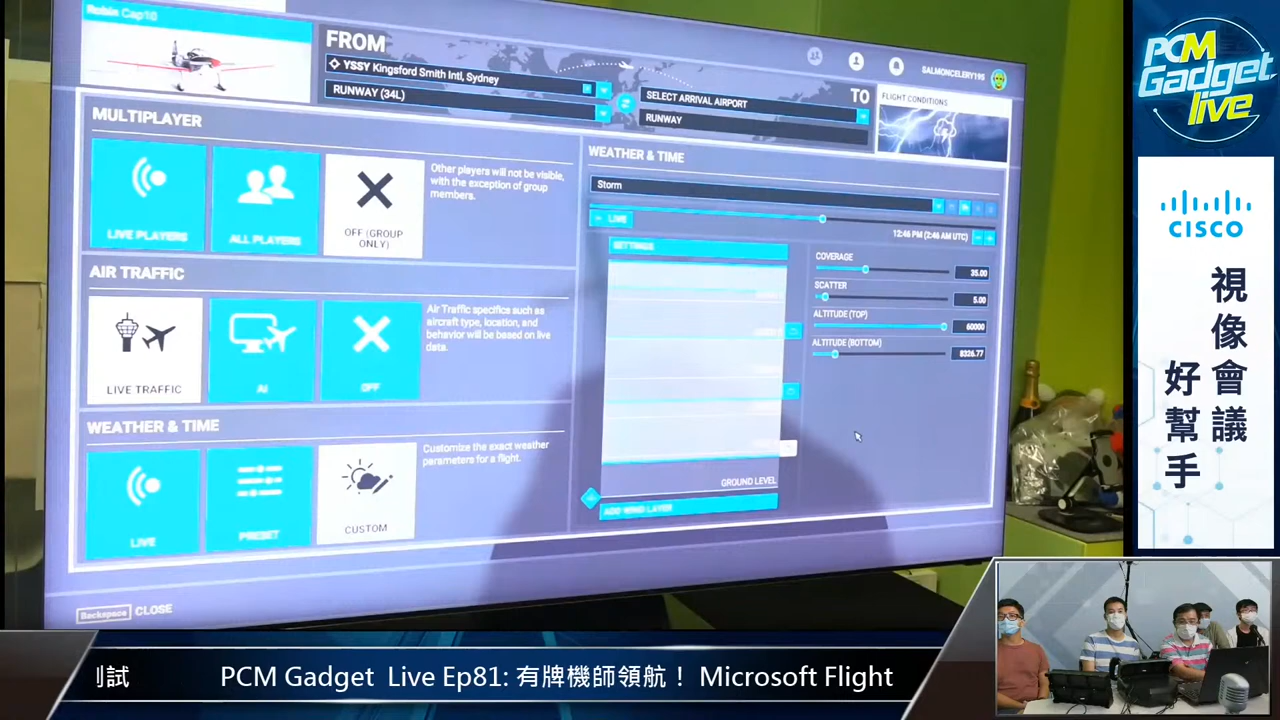 Robin Cap10
FROM
YSSY Kingsford Smith Intl, Sydney
RUNWAY (34L)
SELECT ARRIVAL AIRPORT
RUNWAY
TO
SALMONCELERY195
FLIGHT CONDITIONS
MULTIPLAYER
LIVE PLAYERS
ALL PLAYERS
OFF (GROUP
ONLY)
Other players will not be visible,
with the exception of group
members.
AIR TRAFFIC
LIVE TRAFFIC
AI
OFF
Air Traffic specifics such as
aircraft type, location, and
behavior will be based on live
data.
WEATHER & TIME
LIVE
PRESET
CUSTOM
Customize the exact weather
parameters for a flight.
WEATHER & TIME
Storm
LIVE
12:46 PM (2:46 AM UTC)
SETTINGS
GROUND LEVEL
ADD WIND LAYER
COVERAGE
35.00
SCATTER
5.00
ALTITUDE (TOP)
60000
ALTITUDE (BOTTOM)
8326.77
Backspace CLOSE
PCM
Gadget
live
CISCO
視像會議
好幫手
試 PCM Gadget Live Ep81: 有牌機師領航！ Microsoft Flight